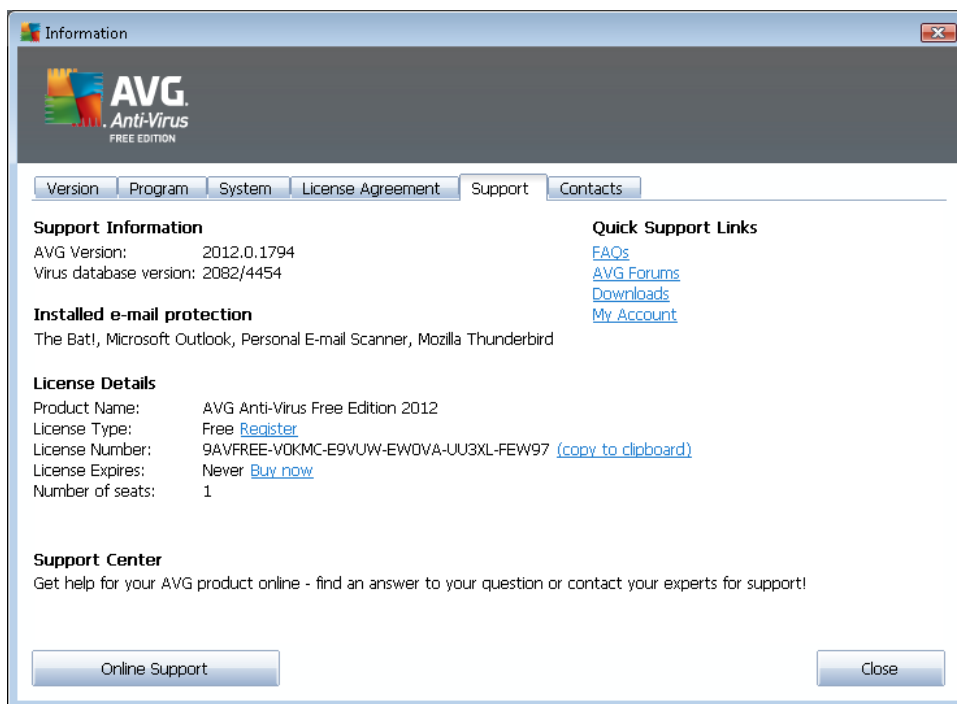 Information
AVG.
Anti-Virus
FREE EDITION
Version Program System License Agreement Support Contacts
Support Information
AVG Version: 2012.0.1794
Virus database version: 2082/4454
Installed e-mail protection
The Bat!, Microsoft Outlook, Personal E-mail Scanner, Mozilla Thunderbird
License Details
Product Name: AVG Anti-Virus Free Edition 2012
License Type: Free Register
License Number: 9AVFREE-V0KMC-E9VUW-EW0VA-UU3XL-FEW97 (copy to clipboard)
License Expires: Never Buy now
Number of seats: 1
Quick Support Links
FAQs
AVG Forums
Downloads
My Account
Support Center
Get help for your AVG product online - find an answer to your question or contact your experts for support!
Online Support Close